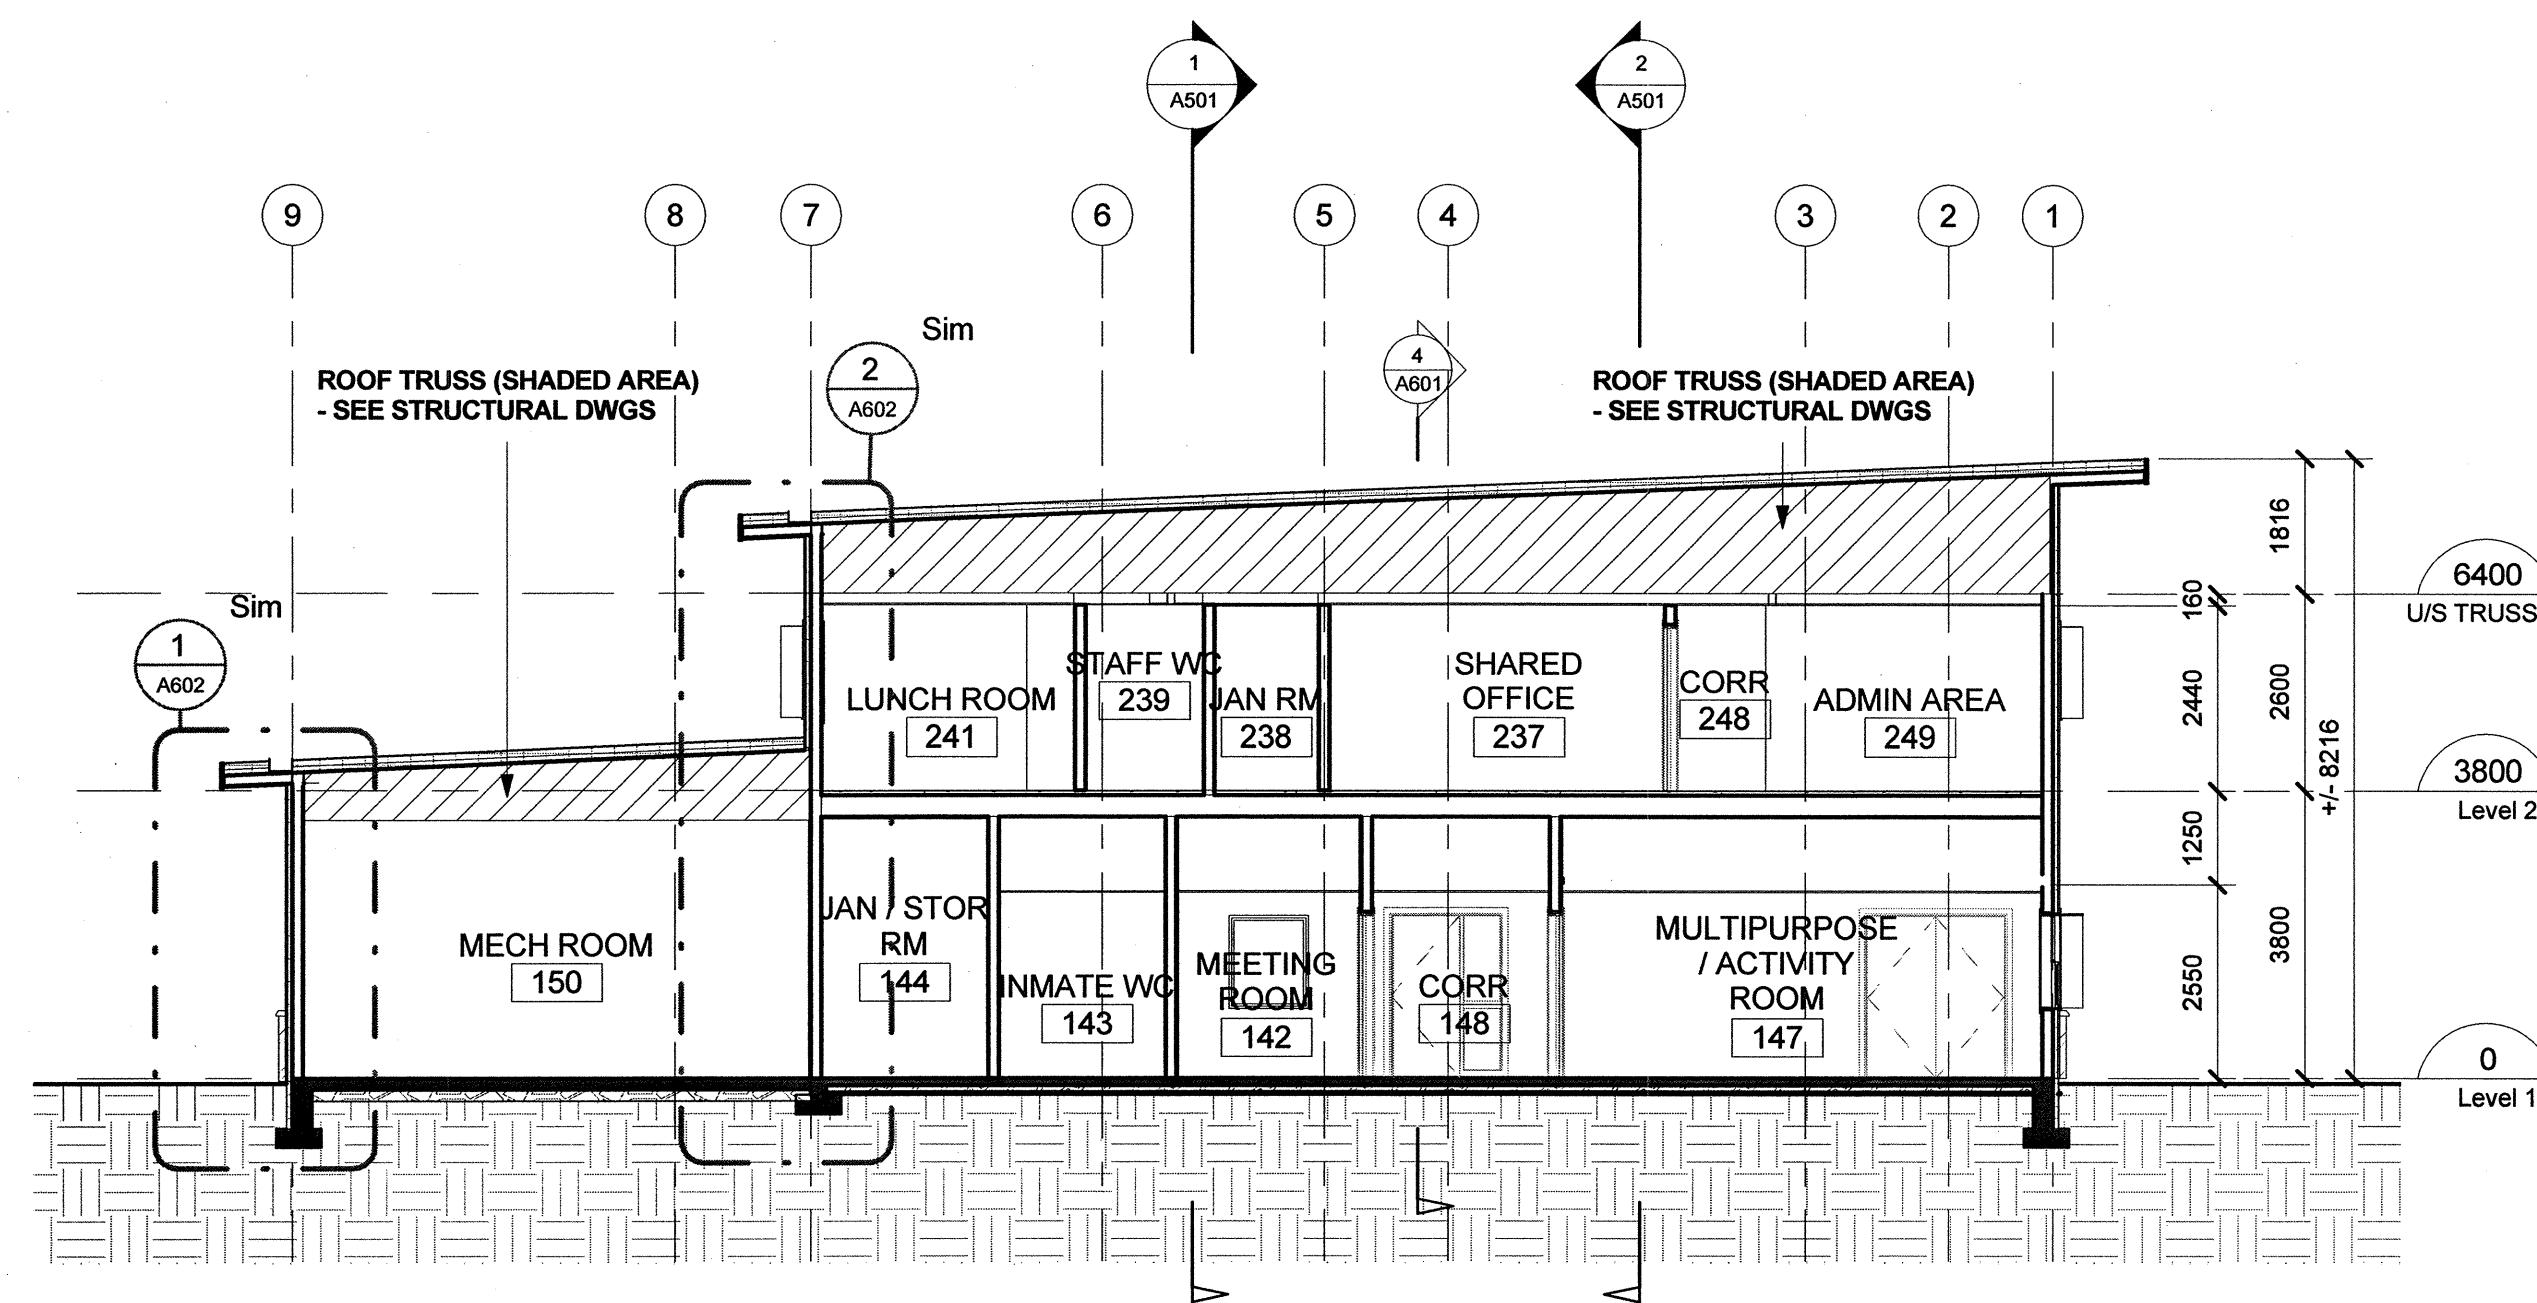 1
A501
2
A501
9
8
7
6
5
4
3
2
1
Sim
2
A602
4
A601
ROOF TRUSS (SHADED AREA)
- SEE STRUCTURAL DWGS
ROOF TRUSS (SHADED AREA)
- SEE STRUCTURAL DWGS
Sim
1
A602
LUNCH ROOM
241
STAFF WC
239
JAN RM
238
SHARED
OFFICE
237
CORR
248
ADMIN AREA
249
MECH ROOM
150
JAN / STOR
RM
144
INMATE WC
143
MEETING
ROOM
142
CORR
148
MULTIPURPOSE
/ ACTIVITY
ROOM
147
160
2440
1250
2550
1816
2600
3800
+/- 8216
6400
U/S TRUSS
3800
Level 2
0
Level 1